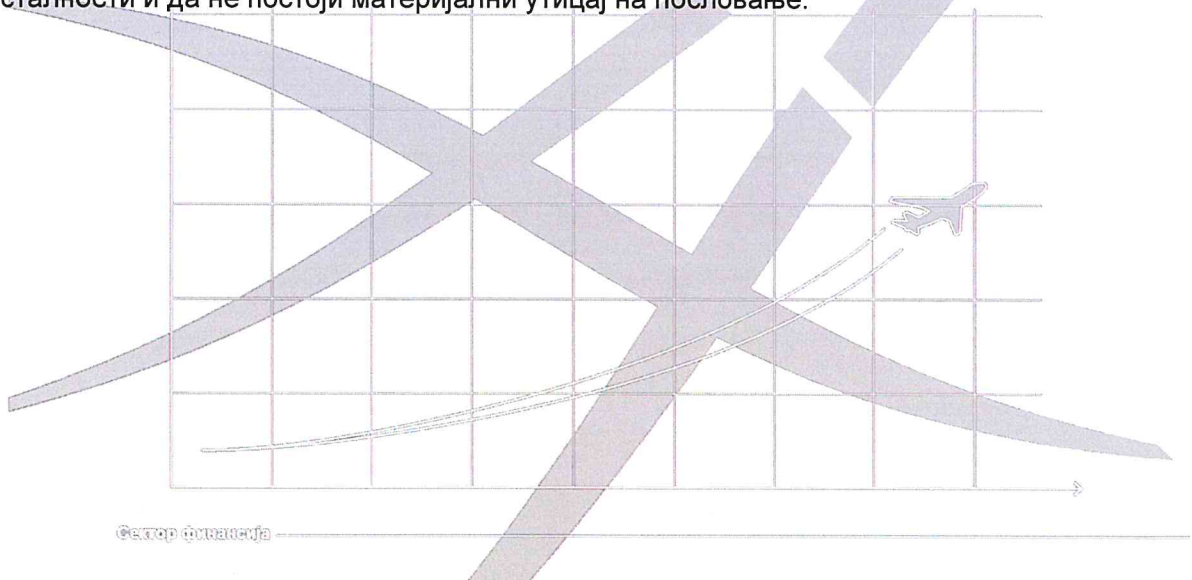 сталности и да не постоји материјални утицај на пословање.
Сектор финансија